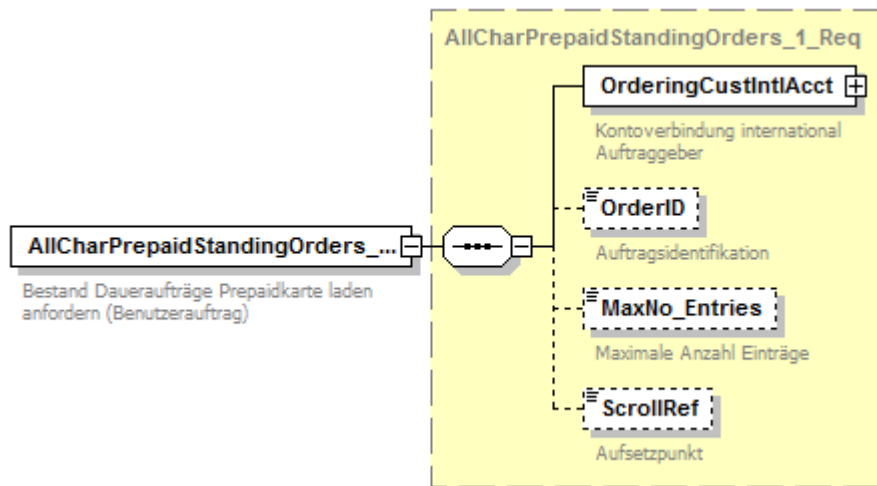 AllCharPrepaidStandingOrders_1_Req
OrderingCustIntlAcct
Kontoverbindung international
Auftraggeber
OrderID
Auftragsidentifikation
AllCharPrepaidStandingOrders_...
Bestand Daueraufträge Prepaidkarte laden
anfordern (Benutzerauftrag)
MaxNo_Entries
Maximale Anzahl Einträge
ScrollRef
Aufsetzpunkt